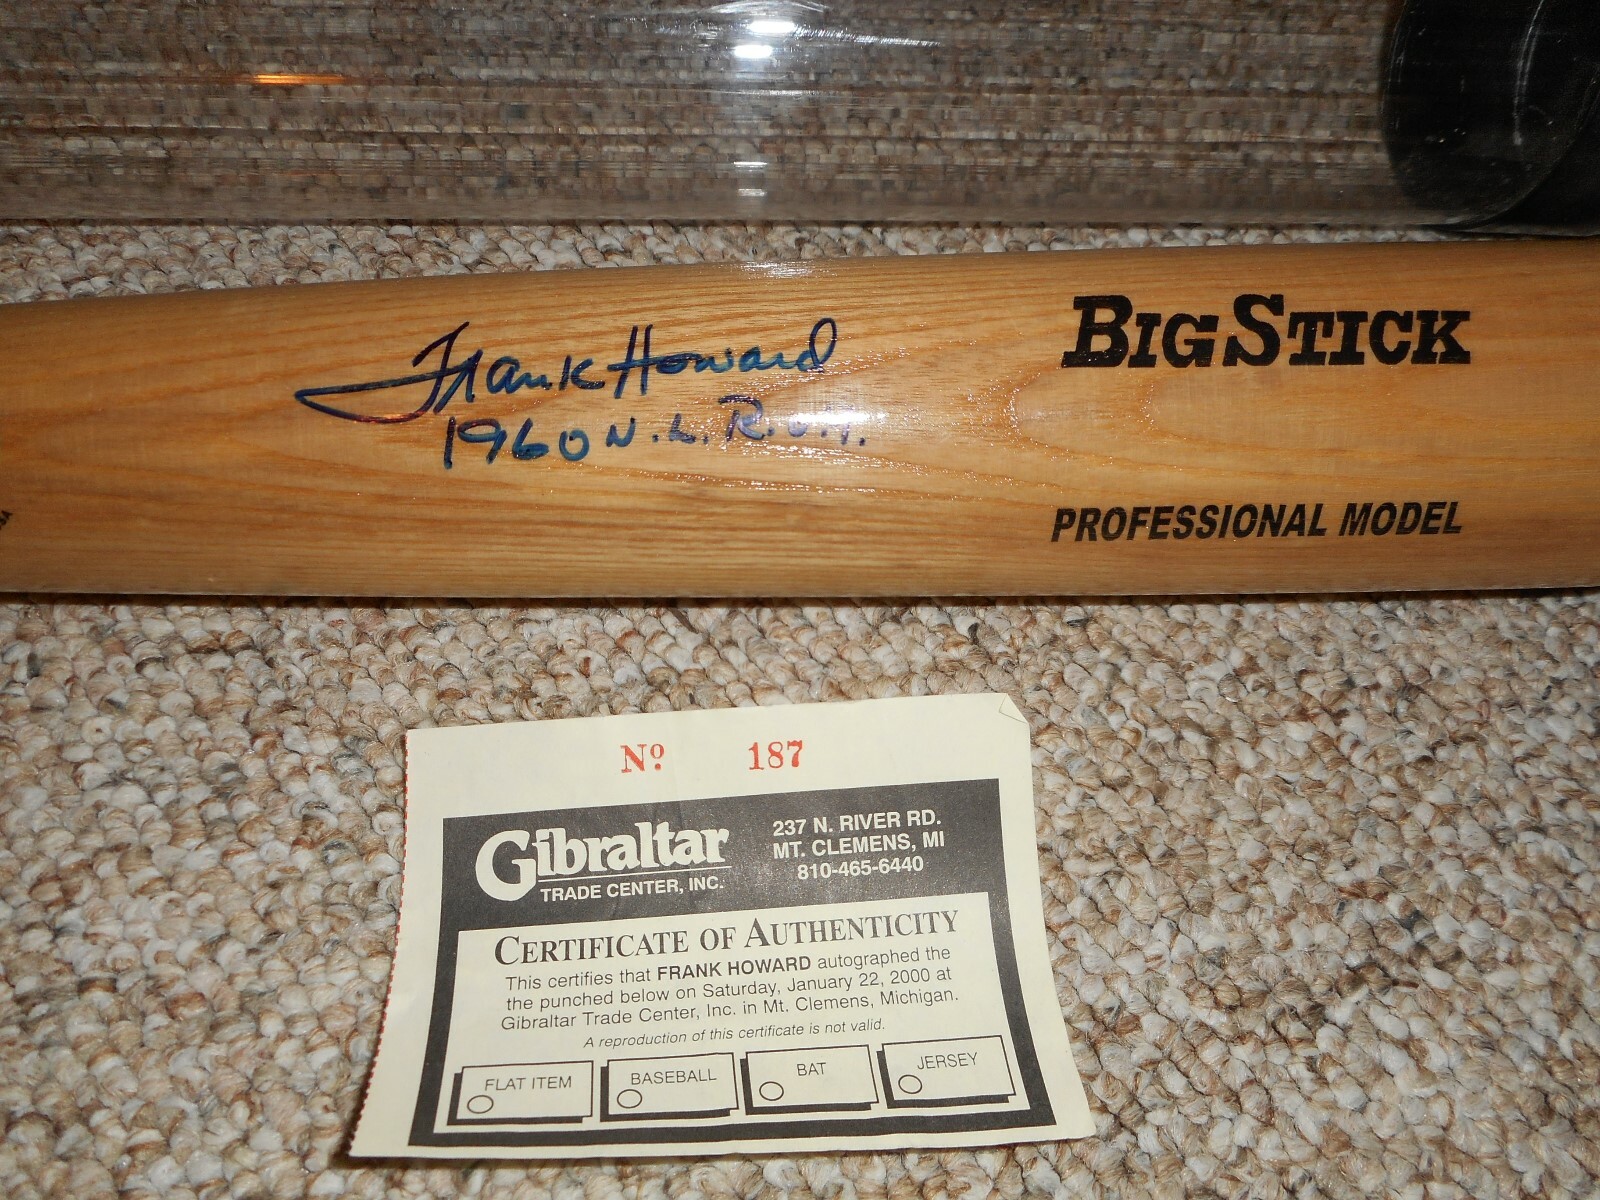 BIG STICK
Frank Howard
1960 N.L. R.O.Y.
PROFESSIONAL MODEL
Nº 187
Gibraltar
TRADE CENTER, INC.
237 N. RIVER RD.
MT. CLEMENS, MI
810-465-6440
CERTIFICATE OF AUTHENTICITY
This certifies that FRANK HOWARD autographed the
the punched below on Saturday, January 22, 2000 at
Gibraltar Trade Center, Inc. in Mt. Clemens, Michigan.
A reproduction of this certificate is not valid.
FLAT ITEM
BASEBALL
BAT
JERSEY